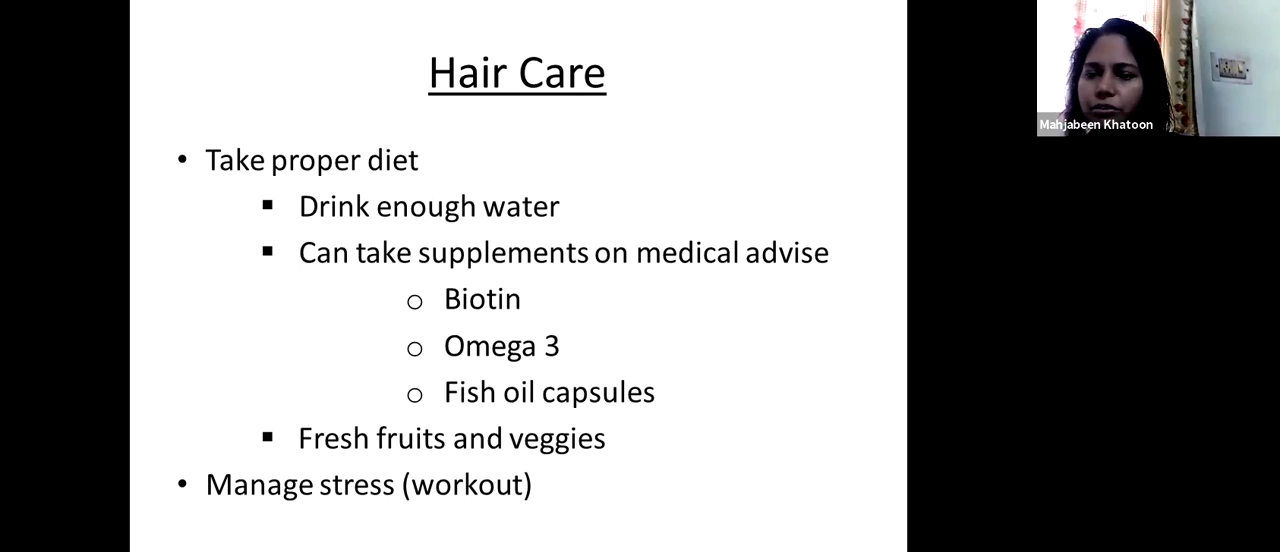 Hair Care
• Take proper diet
▪ Drink enough water
▪ Can take supplements on medical advise
o Biotin
o Omega 3
o Fish oil capsules
▪ Fresh fruits and veggies
• Manage stress (workout)
Mahjabeen Khatoon